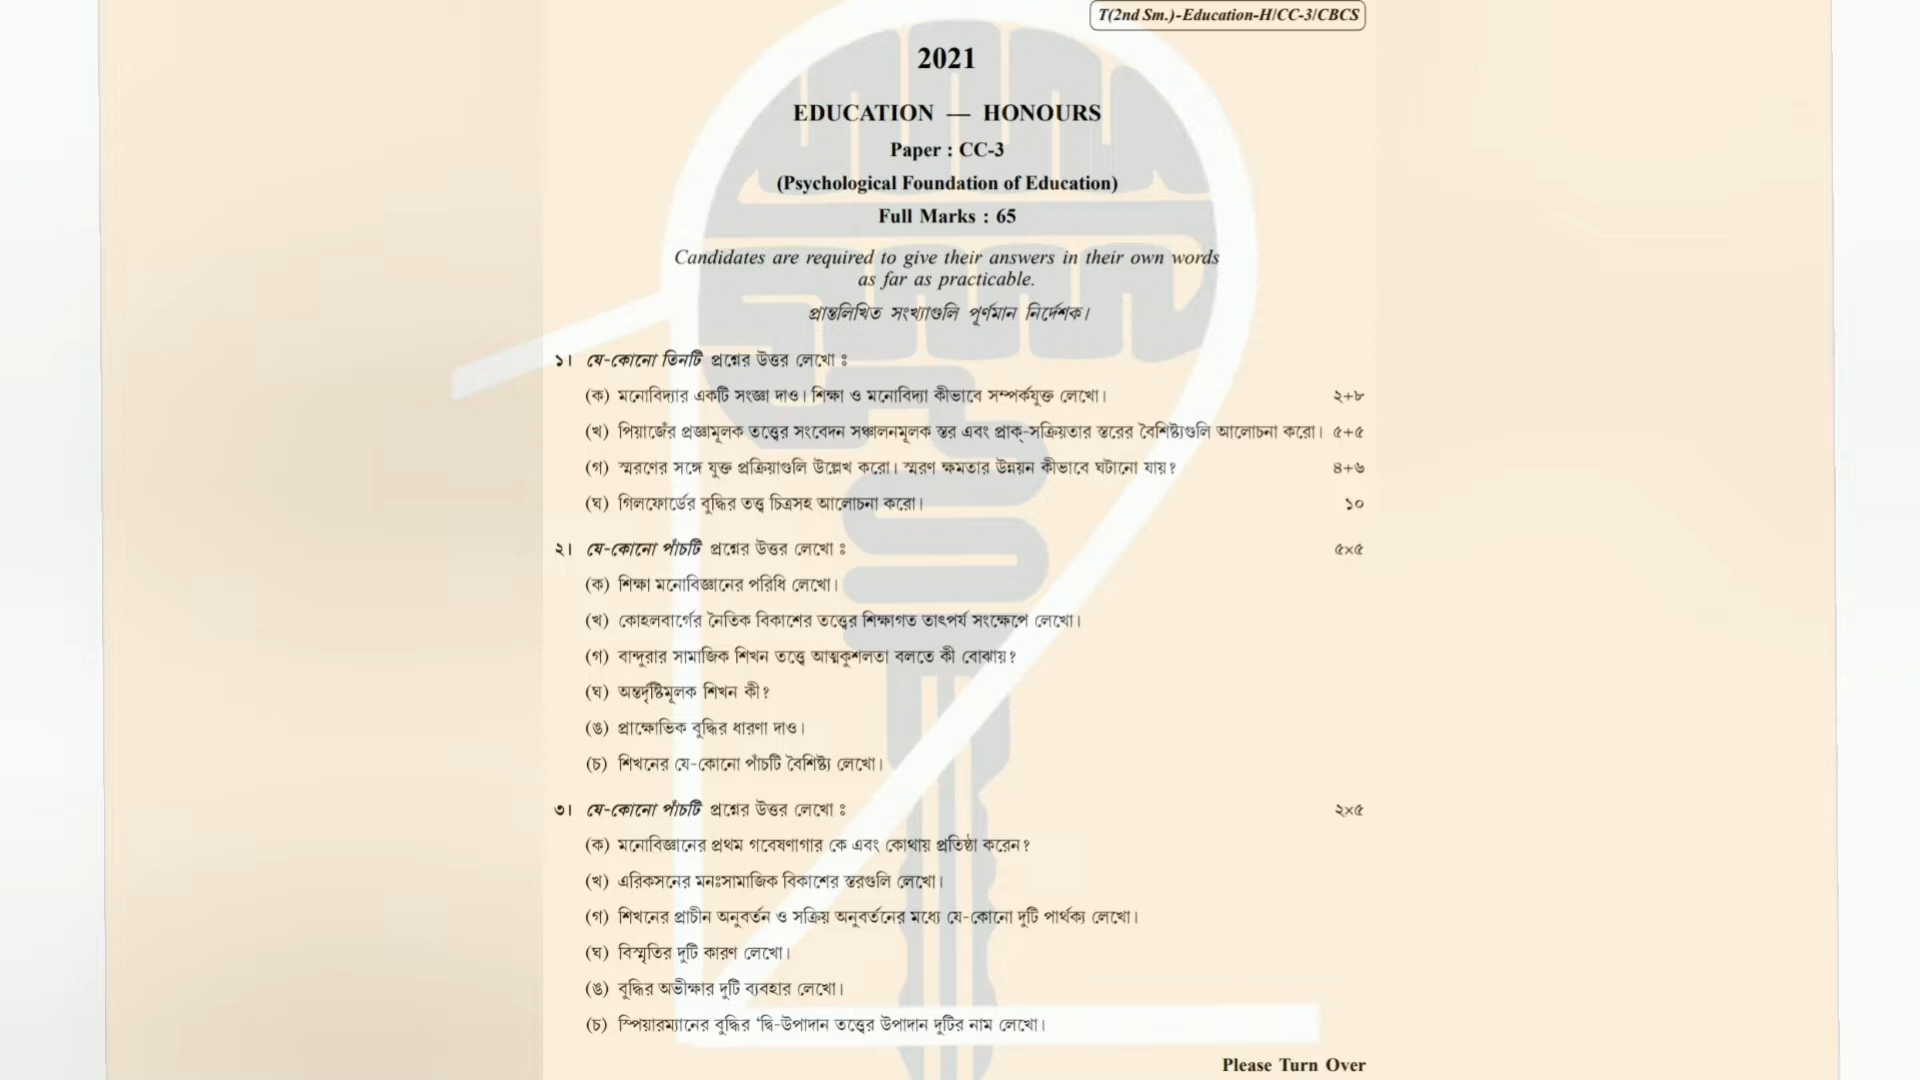 T(2nd Sm.)-Education-H/CC-3/CBCS
2021
EDUCATION — HONOURS
Paper : CC-3
(Psychological Foundation of Education)
Full Marks : 65
Candidates are required to give their answers in their own words
as far as practicable.
প্রান্তলিখিত সংখ্যাগুলি পূর্ণমান নির্দেশক।
১। যে-কোনো তিনটি প্রশ্নের উত্তর লেখো ঃ
(ক) মনোবিদ্যার একটি সংজ্ঞা দাও। শিক্ষা ও মনোবিদ্যা কীভাবে সম্পর্কযুক্ত লেখো। ২+৮
(খ) পিয়াজেঁর প্রজ্ঞামূলক তত্ত্বের সংবেদন সঞ্চালনমূলক স্তর এবং প্রাক্-সক্রিয়তার স্তরের বৈশিষ্ট্যগুলি আলোচনা করো। ৫+৫
(গ) স্মরণের সঙ্গে যুক্ত প্রক্রিয়াগুলি উল্লেখ করো। স্মরণ ক্ষমতার উন্নয়ন কীভাবে ঘটানো যায়? ৪+৬
(ঘ) গিলফোর্ডের বুদ্ধির তত্ত্ব চিত্রসহ আলোচনা করো। ১০
২। যে-কোনো পাঁচটি প্রশ্নের উত্তর লেখো ঃ ৫×৫
(ক) শিক্ষা মনোবিজ্ঞানের পরিধি লেখো।
(খ) কোহলবার্গের নৈতিক বিকাশের তত্ত্বের শিক্ষাগত তাৎপর্য সংক্ষেপে লেখো।
(গ) বান্দুরার সামাজিক শিখন তত্ত্বে আত্মকুশলতা বলতে কী বোঝায়?
(ঘ) অন্তর্দৃষ্টিমূলক শিখন কী?
(ঙ) প্রাক্ষোভিক বুদ্ধির ধারণা দাও।
(চ) শিখনের যে-কোনো পাঁচটি বৈশিষ্ট্য লেখো।
৩। যে-কোনো পাঁচটি প্রশ্নের উত্তর লেখো ঃ ২×৫
(ক) মনোবিজ্ঞানের প্রথম গবেষণাগার কে এবং কোথায় প্রতিষ্ঠা করেন?
(খ) এরিকসনের মনঃসামাজিক বিকাশের স্তরগুলি লেখো।
(গ) শিখনের প্রাচীন অনুবর্তন ও সক্রিয় অনুবর্তনের মধ্যে যে-কোনো দুটি পার্থক্য লেখো।
(ঘ) বিস্মৃতির দুটি কারণ লেখো।
(ঙ) বুদ্ধির অভীক্ষার দুটি ব্যবহার লেখো।
(চ) স্পিয়ারম্যানের বুদ্ধির ‘দ্বি-উপাদান তত্ত্বের উপাদান দুটির নাম লেখো।
Please Turn Over